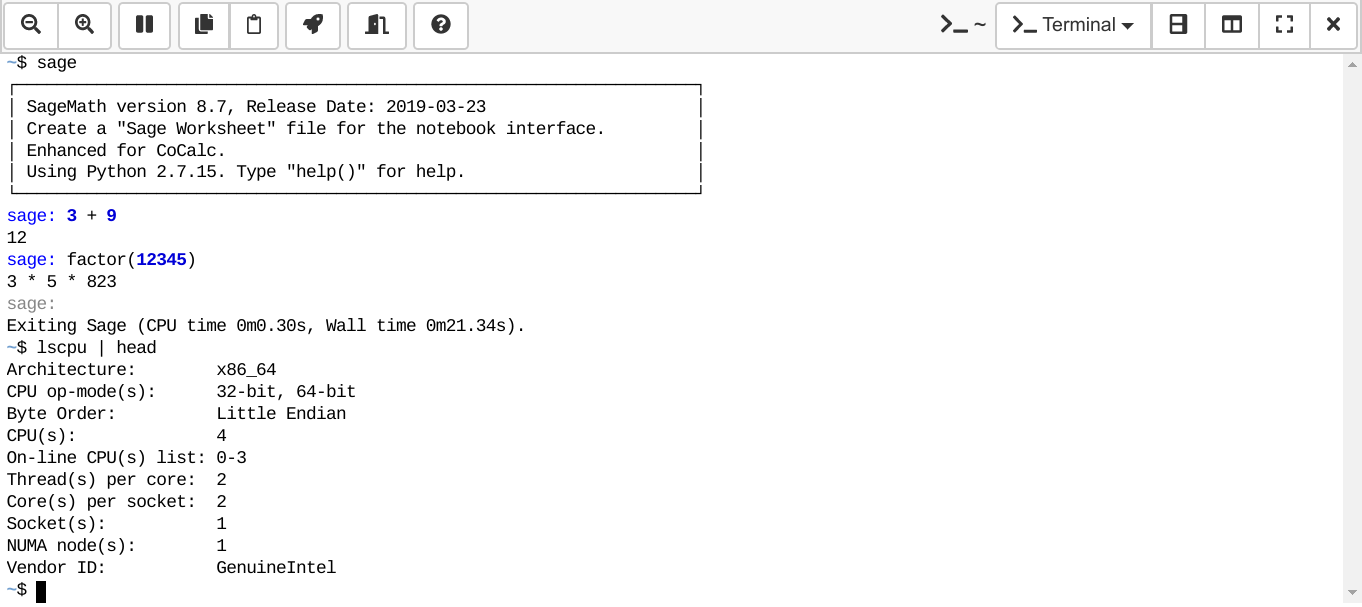 ~ Terminal
~$ sage
SageMath version 8.7, Release Date: 2019-03-23
Create a "Sage Worksheet" file for the notebook interface.
Enhanced for CoCalc.
Using Python 2.7.15. Type "help()" for help.
sage: 3 + 9
12
sage: factor(12345)
3 * 5 * 823
sage:
Exiting Sage (CPU time 0m0.30s, Wall time 0m21.34s).
~$ lscpu | head
Architecture:        x86_64
CPU op-mode(s):      32-bit, 64-bit
Byte Order:          Little Endian
CPU(s):              4
On-line CPU(s) list: 0-3
Thread(s) per core:  2
Core(s) per socket:  2
Socket(s):           1
NUMA node(s):        1
Vendor ID:           GenuineIntel
~$